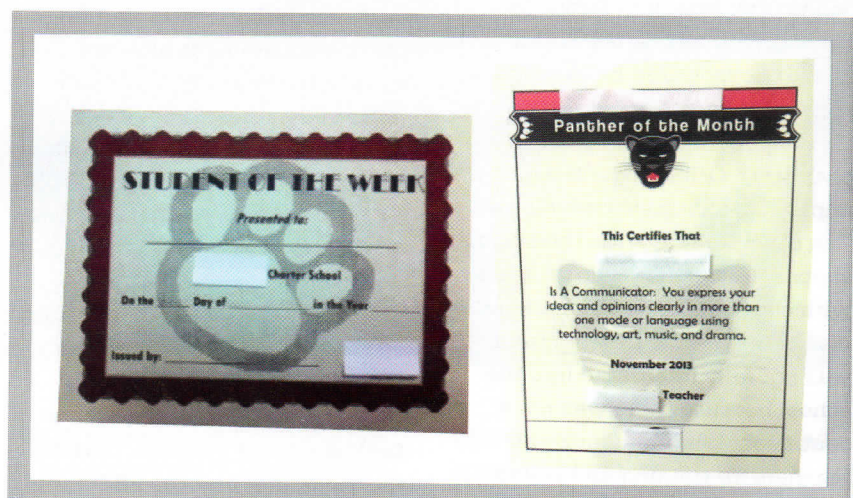 STUDENT OF THE WEEK
Presented to:
Charter School
On the Day of in the Year
Issued by:
Panther of the Month
This Certifies That
Is A Communicator: You express your
ideas and opinions clearly in more than
one mode or language using
technology, art, music, and drama.
November 2013
Teacher